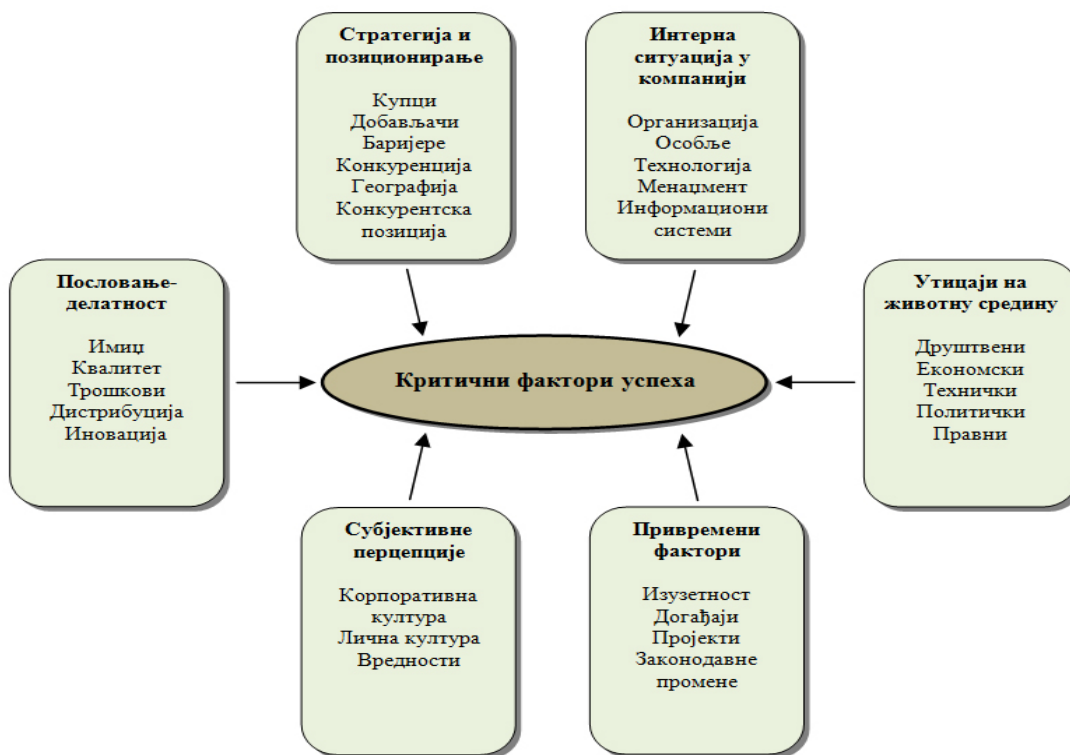 Стратегија и
позиционирање
Купци
Добављачи
Баријере
Конкуренција
Географија
Конкурентска
позиција
Интерна
ситуација у
компанији
Организација
Особље
Технологија
Менаџмент
Информациони
системи
Пословање-
делатност
Имиџ
Квалитет
Трошкови
Дистрибуција
Иновација
Критични фактори успеха
Утицаји на
животну средину
Друштвени
Економски
Технички
Политички
Правни
Субјективне
перцепције
Корпоративна
култура
Лична култура
Вредности
Привремени
фактори
Изузетност
Догађаји
Пројекти
Законодавне
промене